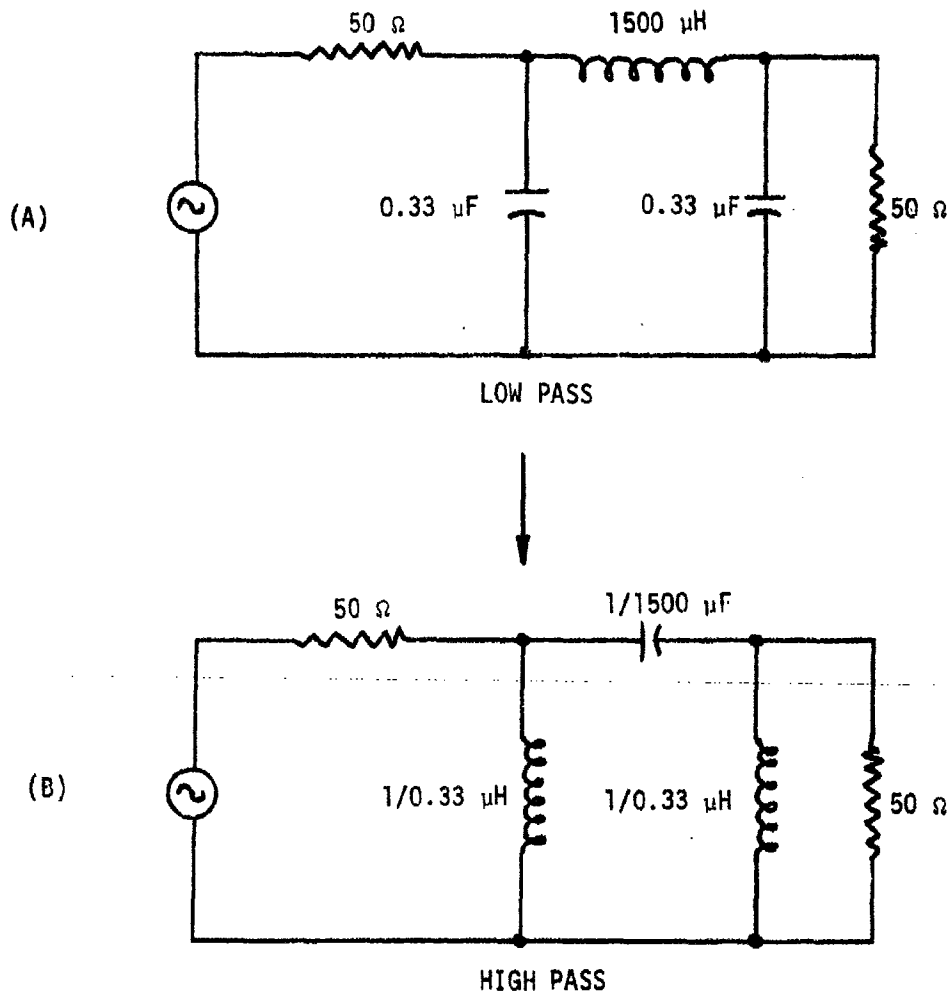 50 Ω
1500 µH
(A)
0.33 µF
0.33 µF
50 Ω
LOW PASS
50 Ω
1/1500 µF
(B)
1/0.33 µH
1/0.33 µH
50 Ω
HIGH PASS